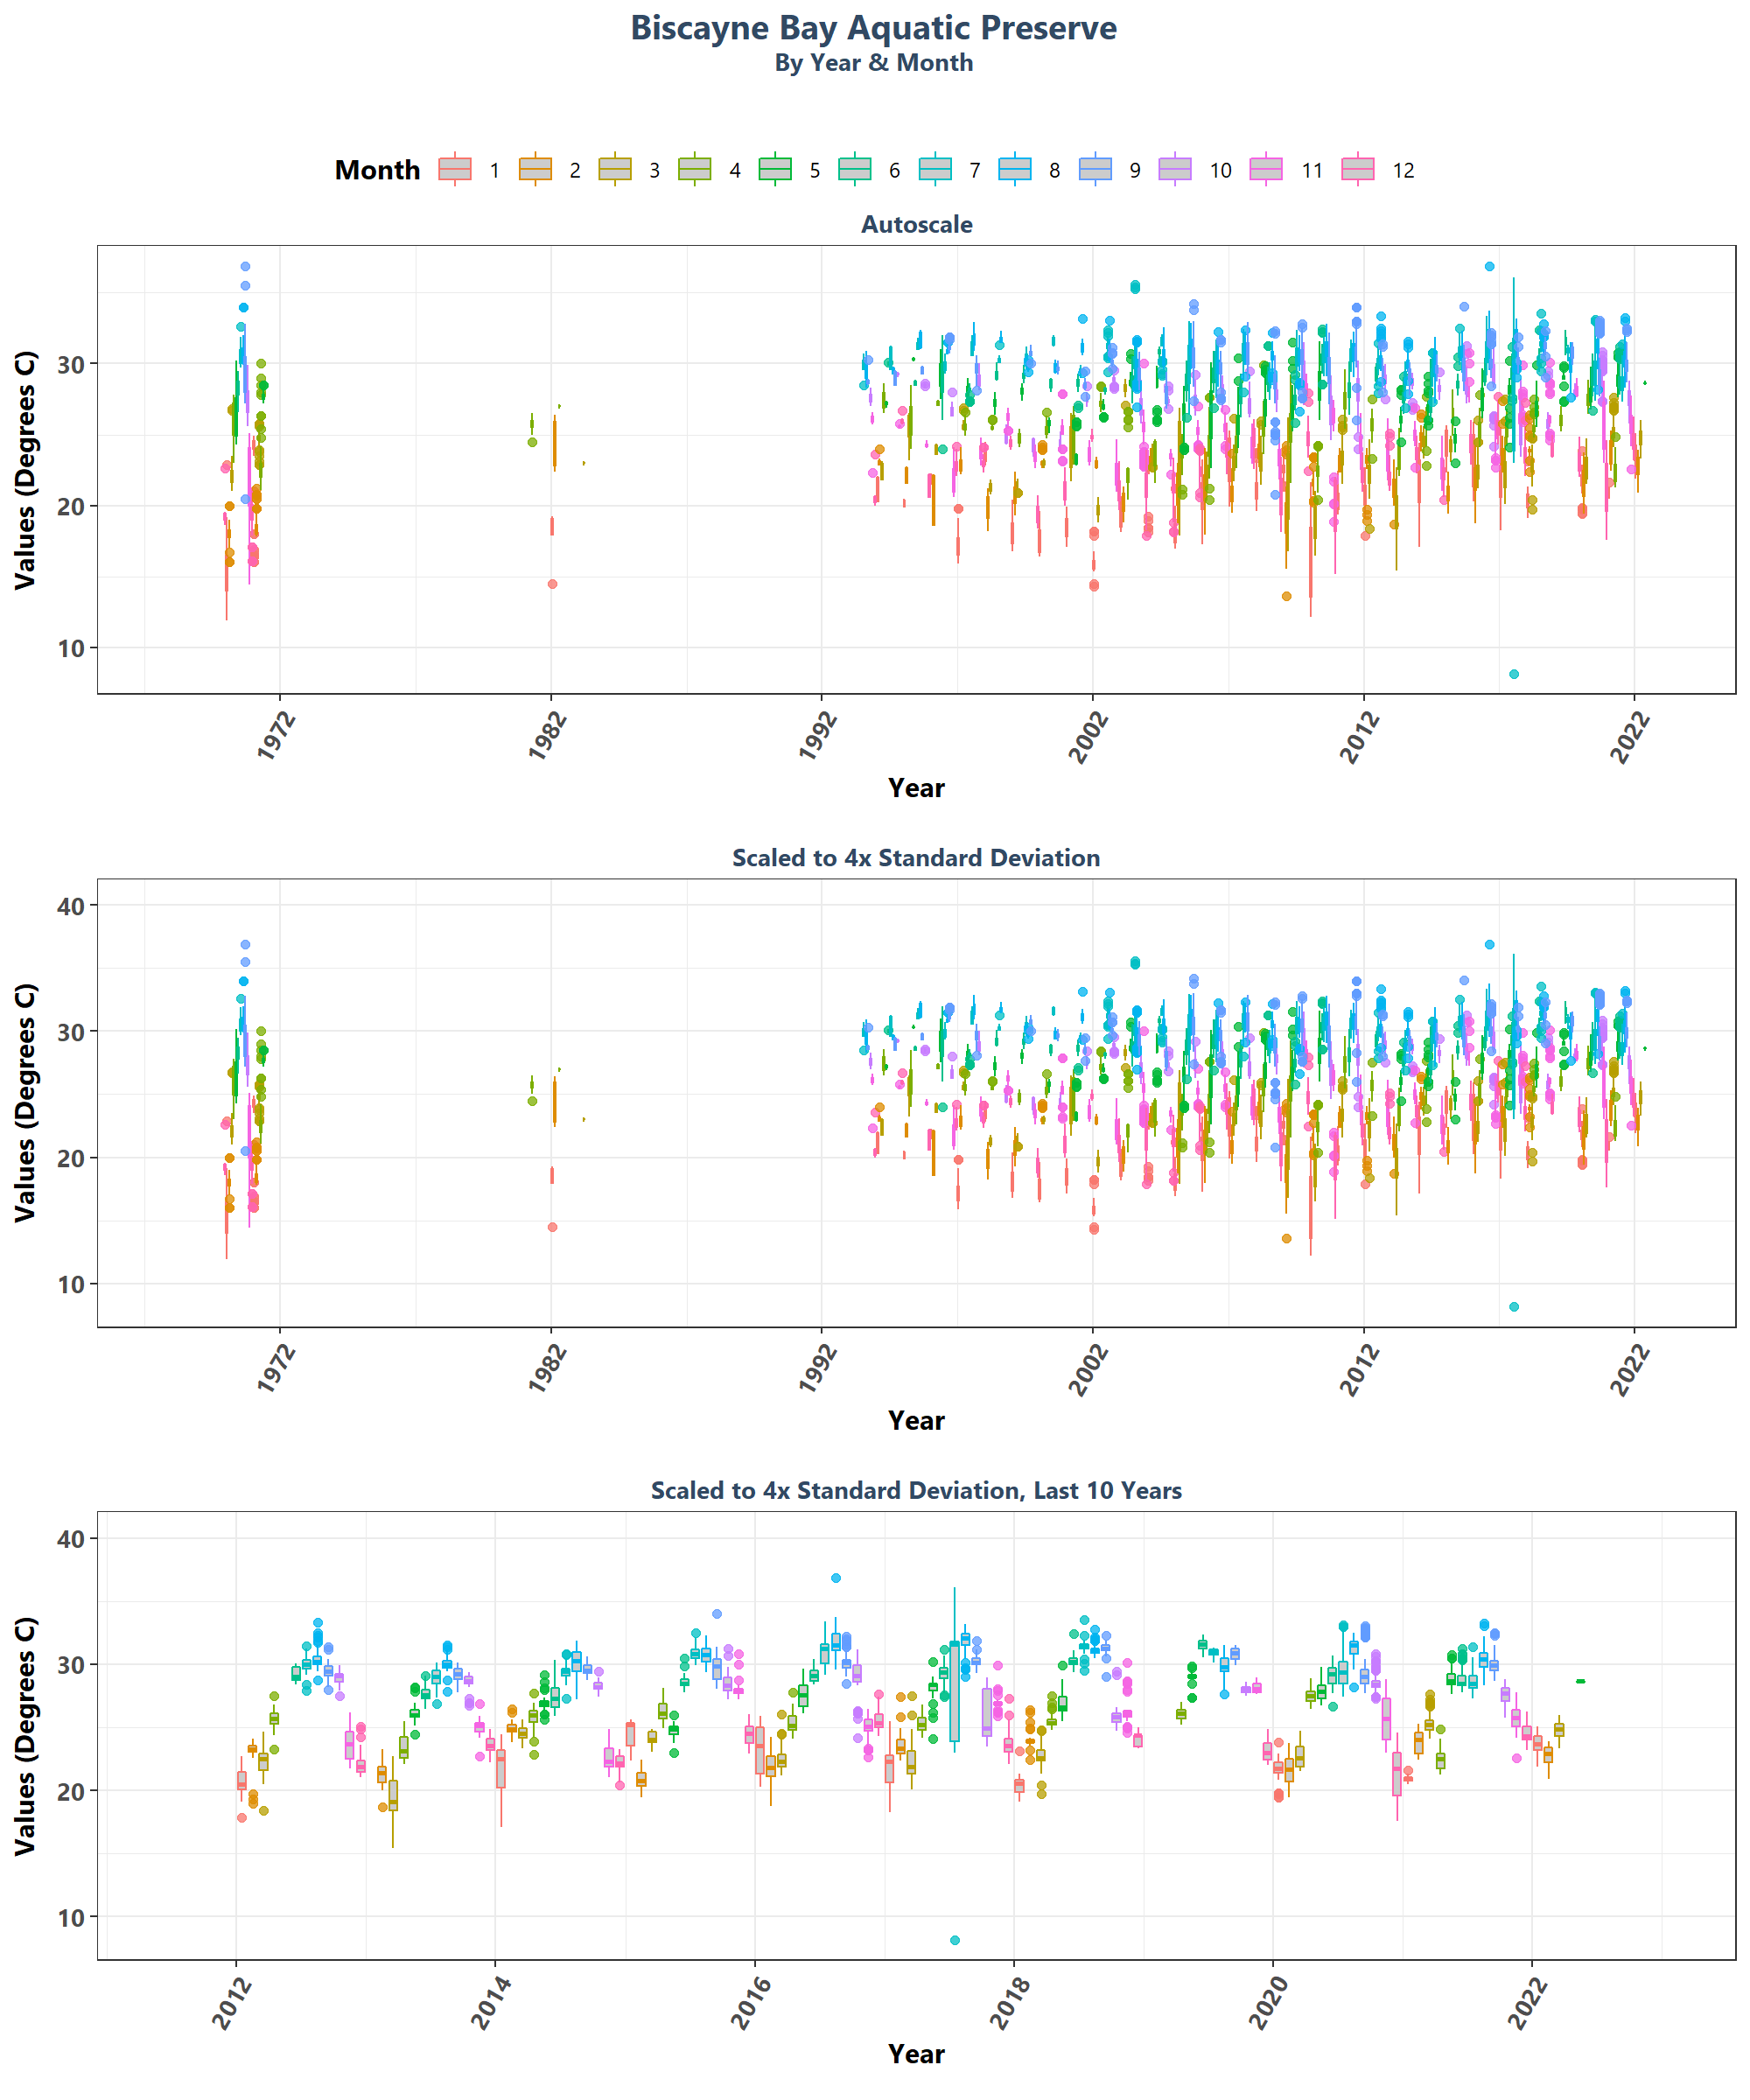 Biscayne Bay Aquatic Preserve
By Year & Month
Month 1 2 3 4 5 6 7 8 9 10 11 12
Autoscale
Values (Degrees C)
30
20
10
1972 1982 1992 2002 2012 2022
Year
Scaled to 4x Standard Deviation
Values (Degrees C)
40
30
20
10
1972 1982 1992 2002 2012 2022
Year
Scaled to 4x Standard Deviation, Last 10 Years
Values (Degrees C)
40
30
20
10
2012 2014 2016 2018 2020 2022
Year